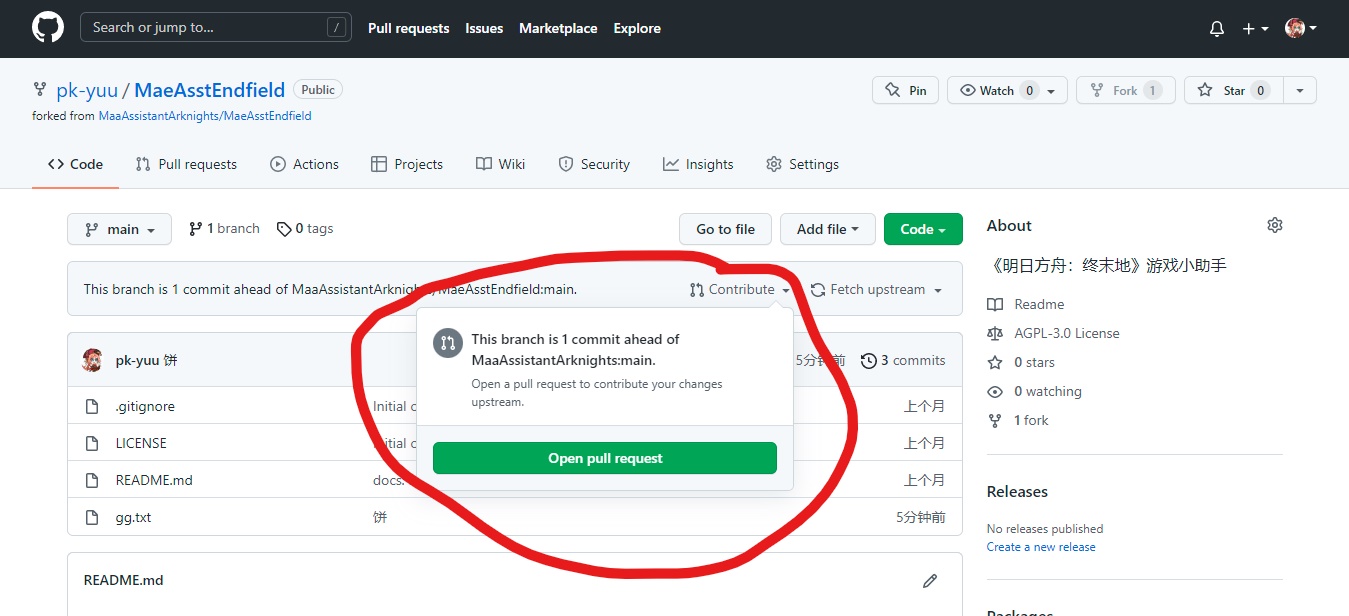 Search or jump to... /
Pull requests Issues Marketplace Explore
pk-yuu / MaeAsstEndfield Public
Pin Watch 0 Fork 1 Star 0
forked from MaaAssistantArknights/MaeAsstEndfield
Code Pull requests Actions Projects Wiki Security Insights Settings
main 1 branch 0 tags Go to file Add file Code
This branch is 1 commit ahead of MaaAssistantArknights/MaeAsstEndfield:main. Contribute Fetch upstream
This branch is 1 commit ahead of
MaaAssistantArknights:main.
Open a pull request to contribute your changes
upstream.
Open pull request
pk-yuu 饼 5分钟前 3 commits
.gitignore Initial c 上个月
LICENSE Initial c 上个月
README.md docs. 上个月
gg.txt 饼 5分钟前
README.md
About
《明日方舟：终末地》游戏小助手
Readme
AGPL-3.0 License
0 stars
0 watching
1 fork
Releases
No releases published
Create a new release
Packages